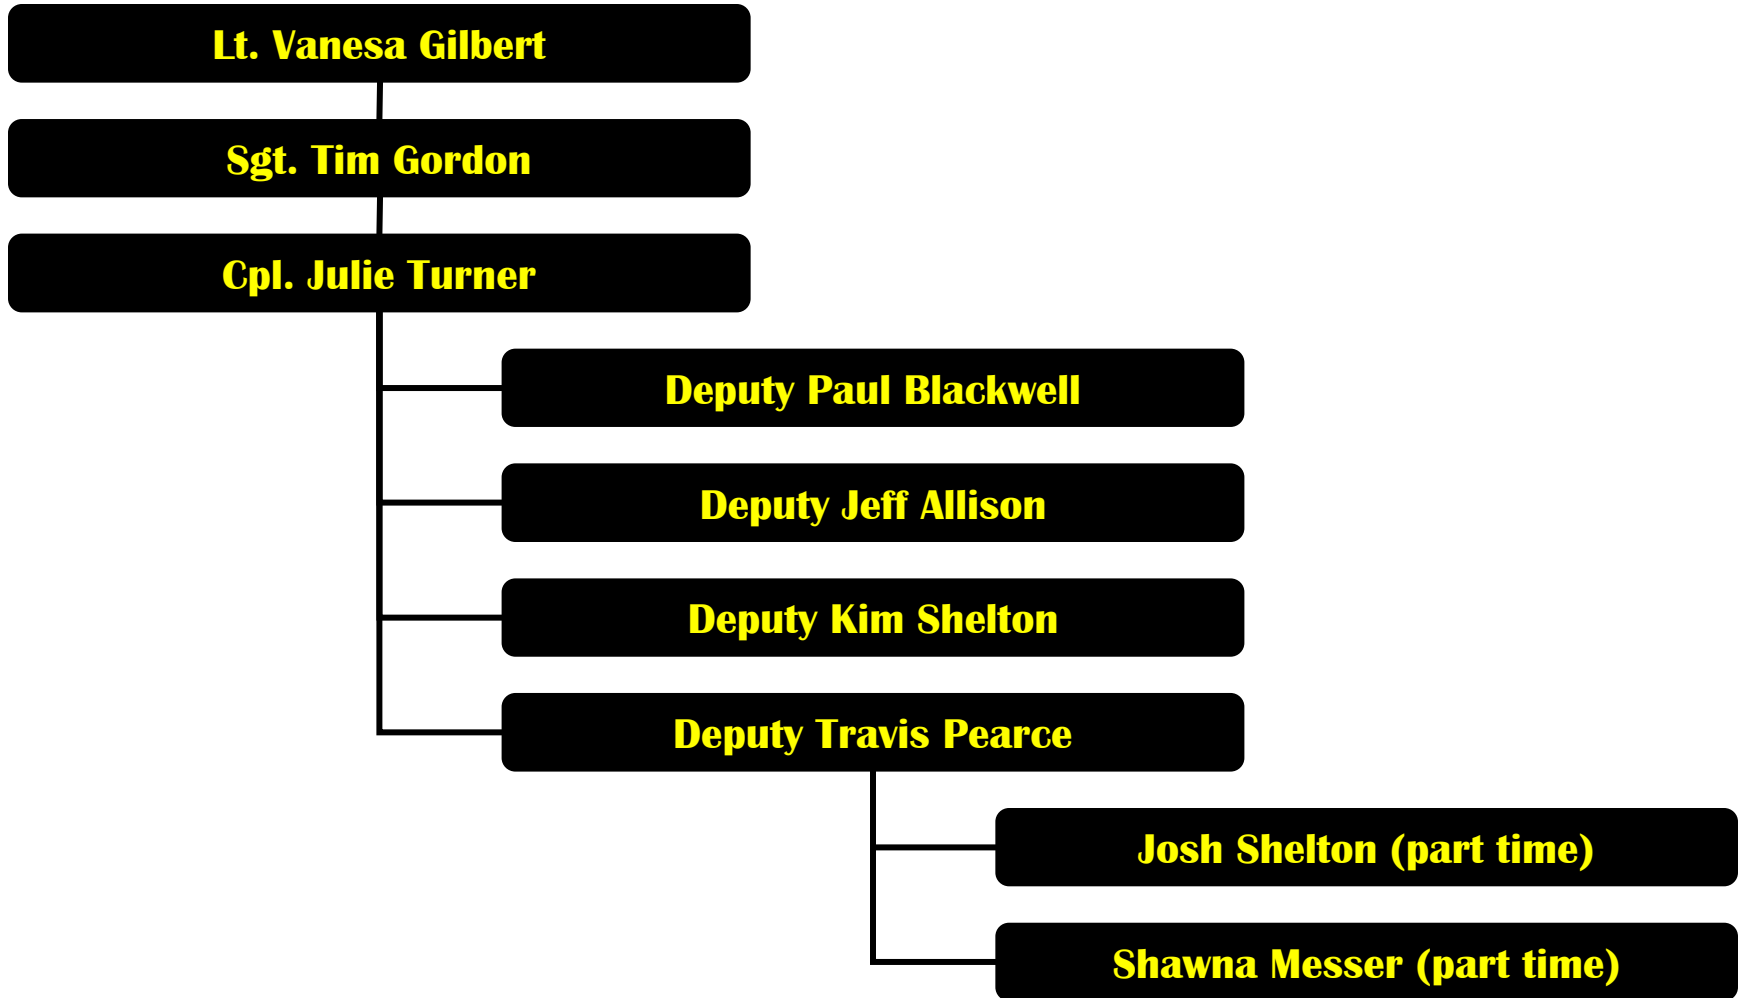 Lt. Vanesa Gilbert
Sgt. Tim Gordon
Cpl. Julie Turner
Deputy Paul Blackwell
Deputy Jeff Allison
Deputy Kim Shelton
Deputy Travis Pearce
Josh Shelton (part time)
Shawna Messer (part time)